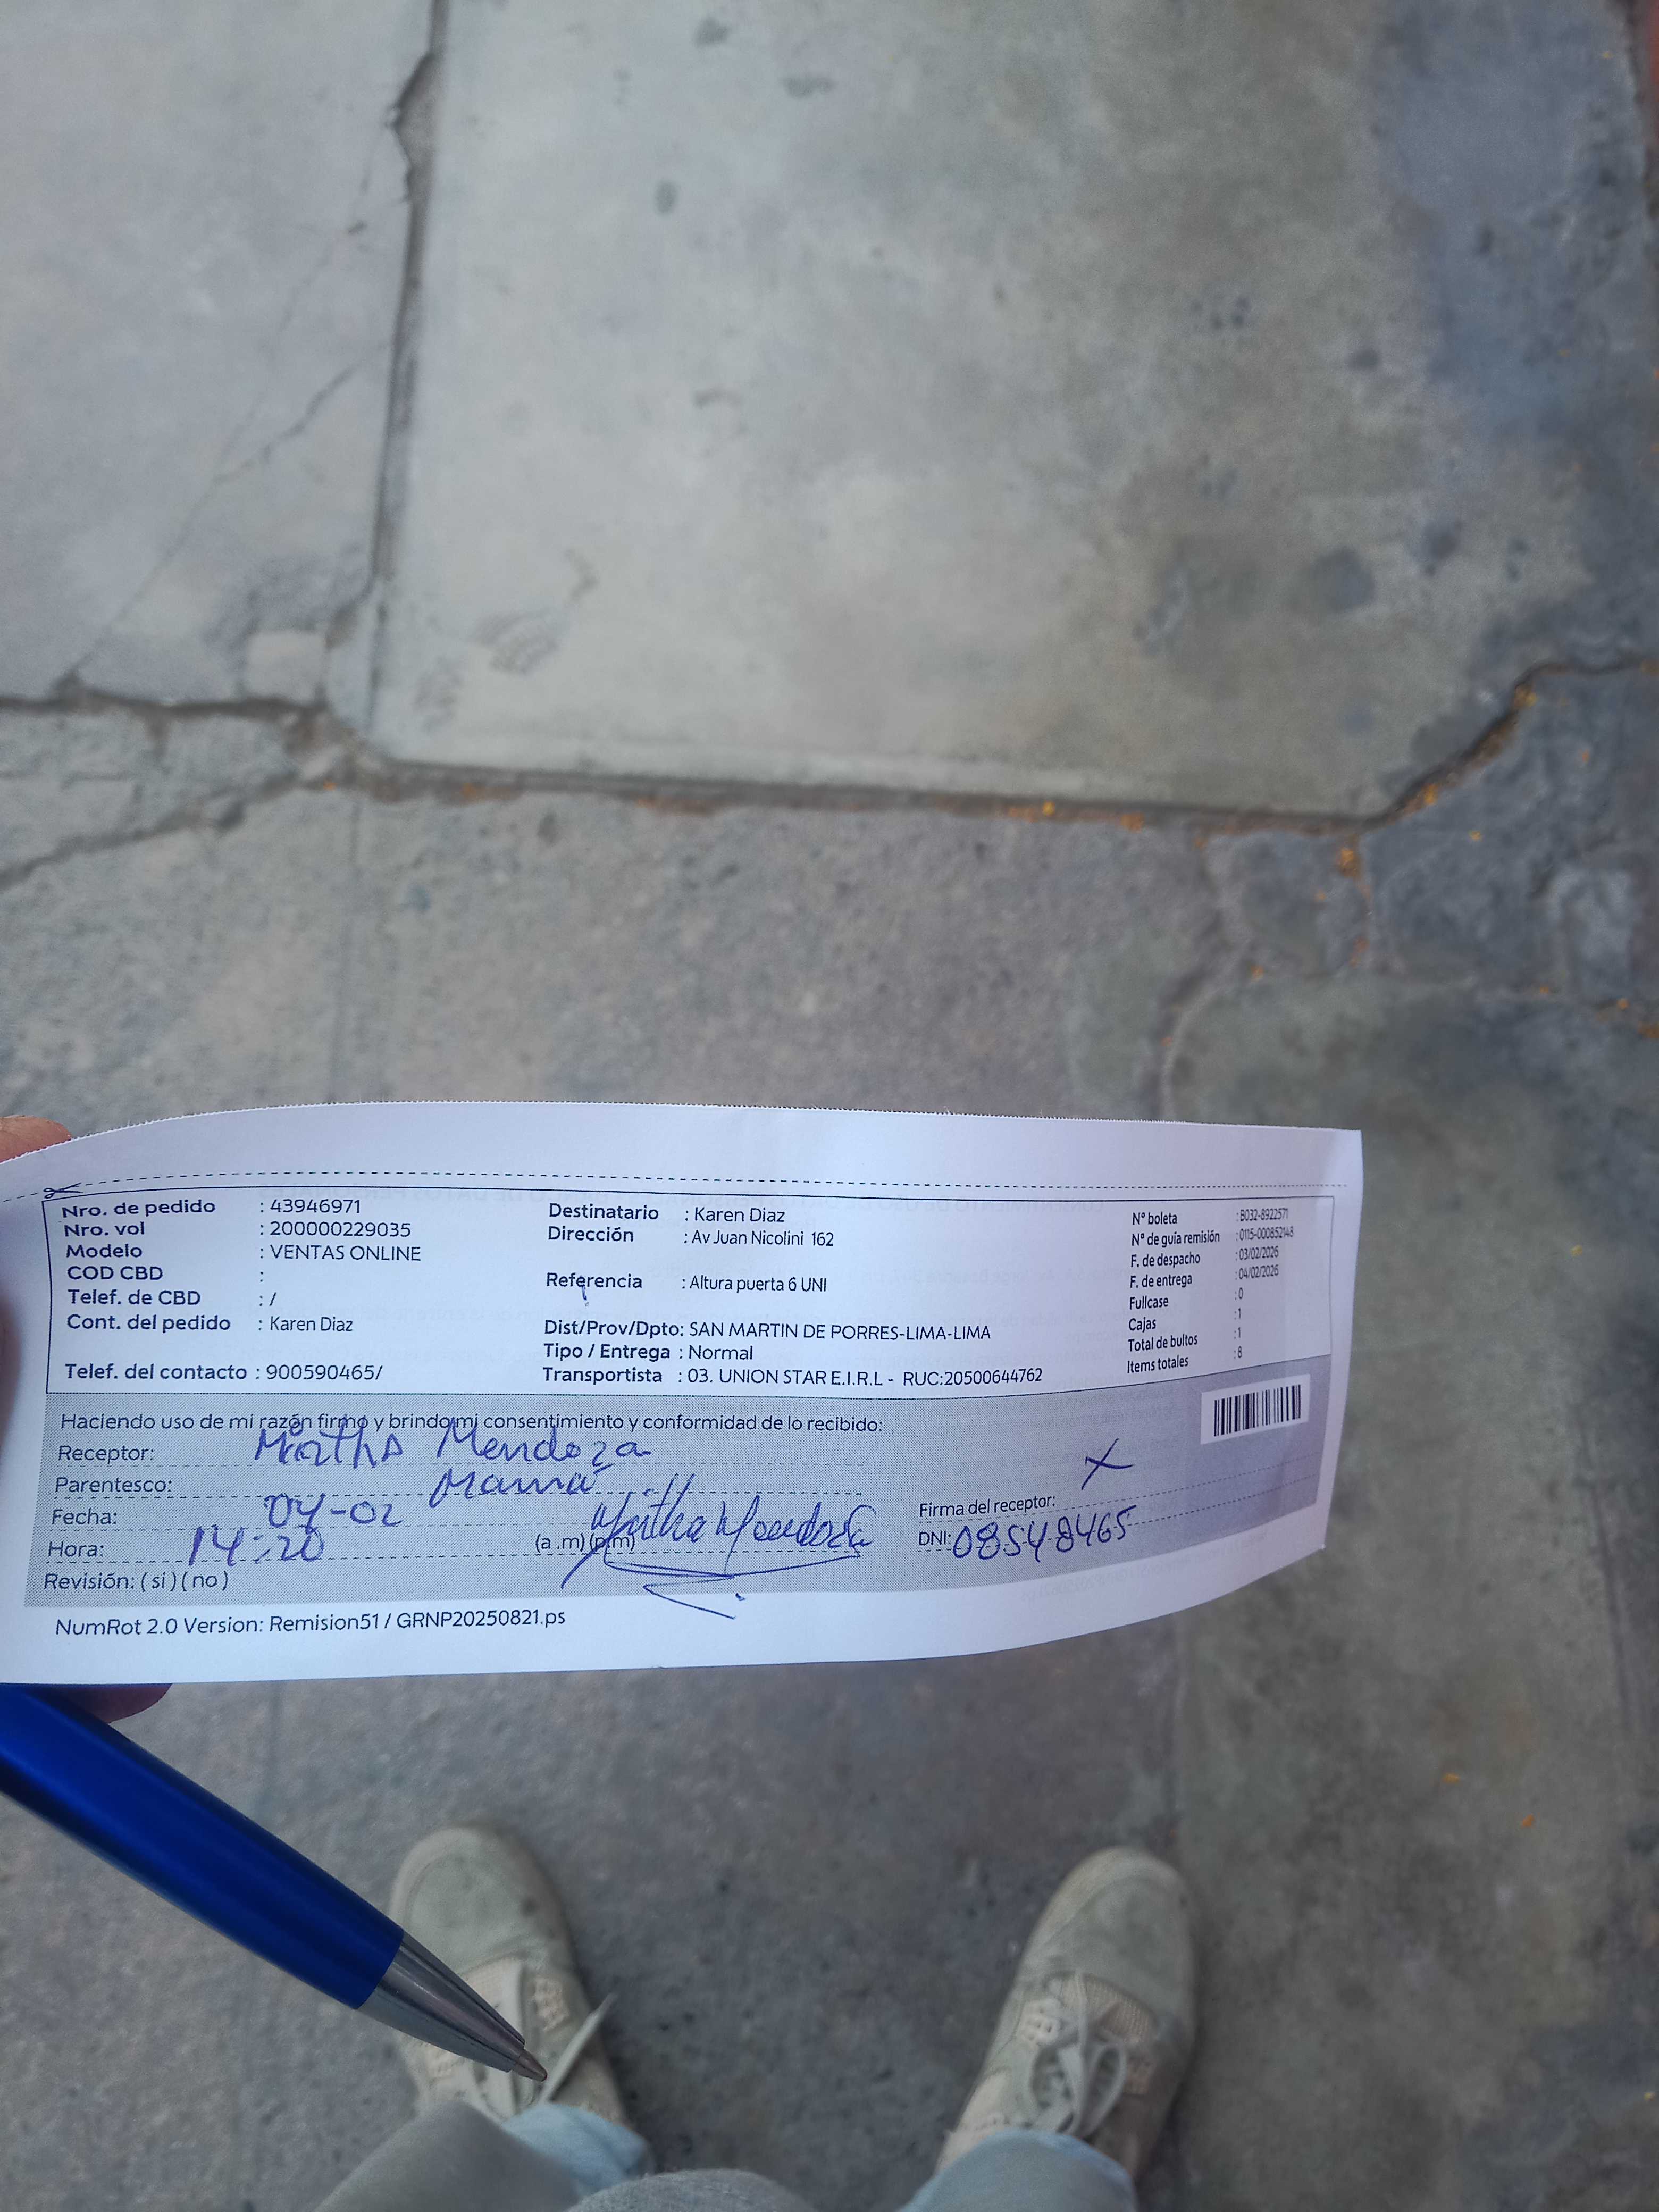 Nro. de pedido : 43946971
Nro. vol : 200000229035
Modelo : VENTAS ONLINE
COD CBD :
Telef. de CBD : /
Cont. del pedido : Karen Diaz
Telef. del contacto : 900590465/
Destinatario : Karen Diaz
Dirección : Av Juan Nicolini 162
Referencia : Altura puerta 6 UNI
Dist/Prov/Dpto: SAN MARTIN DE PORRES-LIMA-LIMA
Tipo / Entrega : Normal
Transportista : 03. UNION STAR E.I.R.L - RUC:20500644762
Nº boleta : B032-8922571
Nº de guía remisión : 0115-000852148
F. de despacho : 03/02/2026
F. de entrega : 04/02/2026
Fullcase : 0
Cajas : 1
Total de bultos : 1
Items totales : 8
Haciendo uso de mi razón firmo y brindo mi consentimiento y conformidad de lo recibido:
Receptor: Mirtha Mendoza
Parentesco: Mamá
Fecha: 04-02
Hora: 14:20 (a.m)(p.m)
Revisión: (si)(no)
Mirtha Mendoza
Firma del receptor: X
DNI: 08548465
NumRot 2.0 Version: Remision51 / GRNP20250821.ps